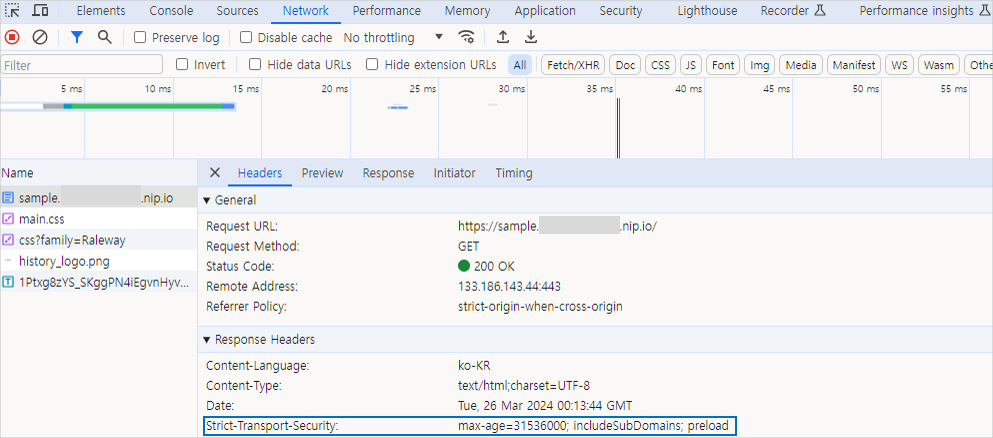 Elements Console Sources Network Performance Memory Application Security Lighthouse Recorder Performance insights
Preserve log Disable cache No throttling
Filter Invert Hide data URLs Hide extension URLs All Fetch/XHR Doc CSS JS Font Img Media Manifest WS Wasm Othe
5 ms 10 ms 15 ms 20 ms 25 ms 30 ms 35 ms 40 ms 45 ms 50 ms 55 ms
Name Headers Preview Response Initiator Timing
sample. .nip.io
main.css
css?family=Raleway
history_logo.png
1Ptxg8zYS_SKggPN4iEgvnHyv...
General
Request URL: https://sample. .nip.io/
Request Method: GET
Status Code: 200 OK
Remote Address: 133.186.143.44:443
Referrer Policy: strict-origin-when-cross-origin
Response Headers
Content-Language: ko-KR
Content-Type: text/html;charset=UTF-8
Date: Tue, 26 Mar 2024 00:13:44 GMT
Strict-Transport-Security: max-age=31536000; includeSubDomains; preload